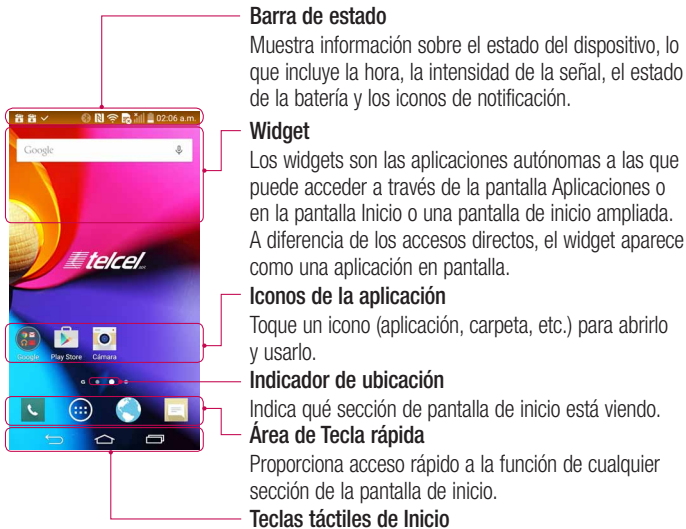 Barra de estado
Muestra información sobre el estado del dispositivo, lo
que incluye la hora, la intensidad de la señal, el estado
de la batería y los iconos de notificación.
02:06 a.m.
Widget
Google
Los widgets son las aplicaciones autónomas a las que
puede acceder a través de la pantalla Aplicaciones o
en la pantalla Inicio o una pantalla de inicio ampliada.
A diferencia de los accesos directos, el widget aparece
como una aplicación en pantalla.
telcel
Iconos de la aplicación
Toque un icono (aplicación, carpeta, etc.) para abrirlo
y usarlo.
Google Play Store Cámara
Indicador de ubicación
Indica qué sección de pantalla de inicio está viendo.
Área de Tecla rápida
Proporciona acceso rápido a la función de cualquier
sección de la pantalla de inicio.
Teclas táctiles de Inicio